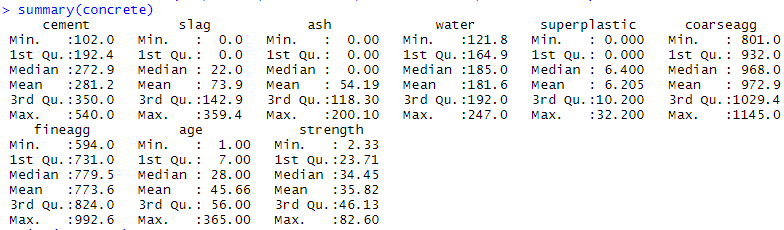 > summary(concrete)
     cement           slag            ash             water        superplastic      coarseagg
 Min.   :102.0   Min.   :  0.0   Min.   :  0.00   Min.   :121.8   Min.   : 0.000   Min.   : 801.0
 1st Qu.:192.4   1st Qu.:  0.0   1st Qu.:  0.00   1st Qu.:164.9   1st Qu.: 0.000   1st Qu.: 932.0
 Median :272.9   Median : 22.0   Median :  0.00   Median :185.0   Median : 6.400   Median : 968.0
 Mean   :281.2   Mean   : 73.9   Mean   : 54.19   Mean   :181.6   Mean   : 6.205   Mean   : 972.9
 3rd Qu.:350.0   3rd Qu.:142.9   3rd Qu.:118.30   3rd Qu.:192.0   3rd Qu.:10.200   3rd Qu.:1029.4
 Max.   :540.0   Max.   :359.4   Max.   :200.10   Max.   :247.0   Max.   :32.200   Max.   :1145.0
    fineagg           age            strength
 Min.   :594.0   Min.   :  1.00   Min.   : 2.33
 1st Qu.:731.0   1st Qu.:  7.00   1st Qu.:23.71
 Median :779.5   Median : 28.00   Median :34.45
 Mean   :773.6   Mean   : 45.66   Mean   :35.82
 3rd Qu.:824.0   3rd Qu.: 56.00   3rd Qu.:46.13
 Max.   :992.6   Max.   :365.00   Max.   :82.60